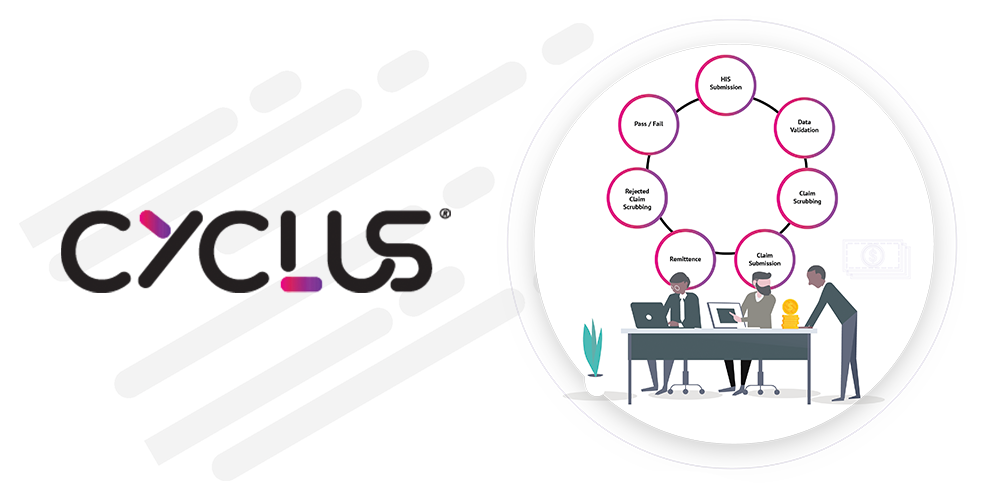 CYCLUS®
HIS
Submission
Data
Validation
Claim
Scrubbing
Claim
Submission
Remittence
Rejected
Claim
Scrubbing
Pass / Fail
$
$